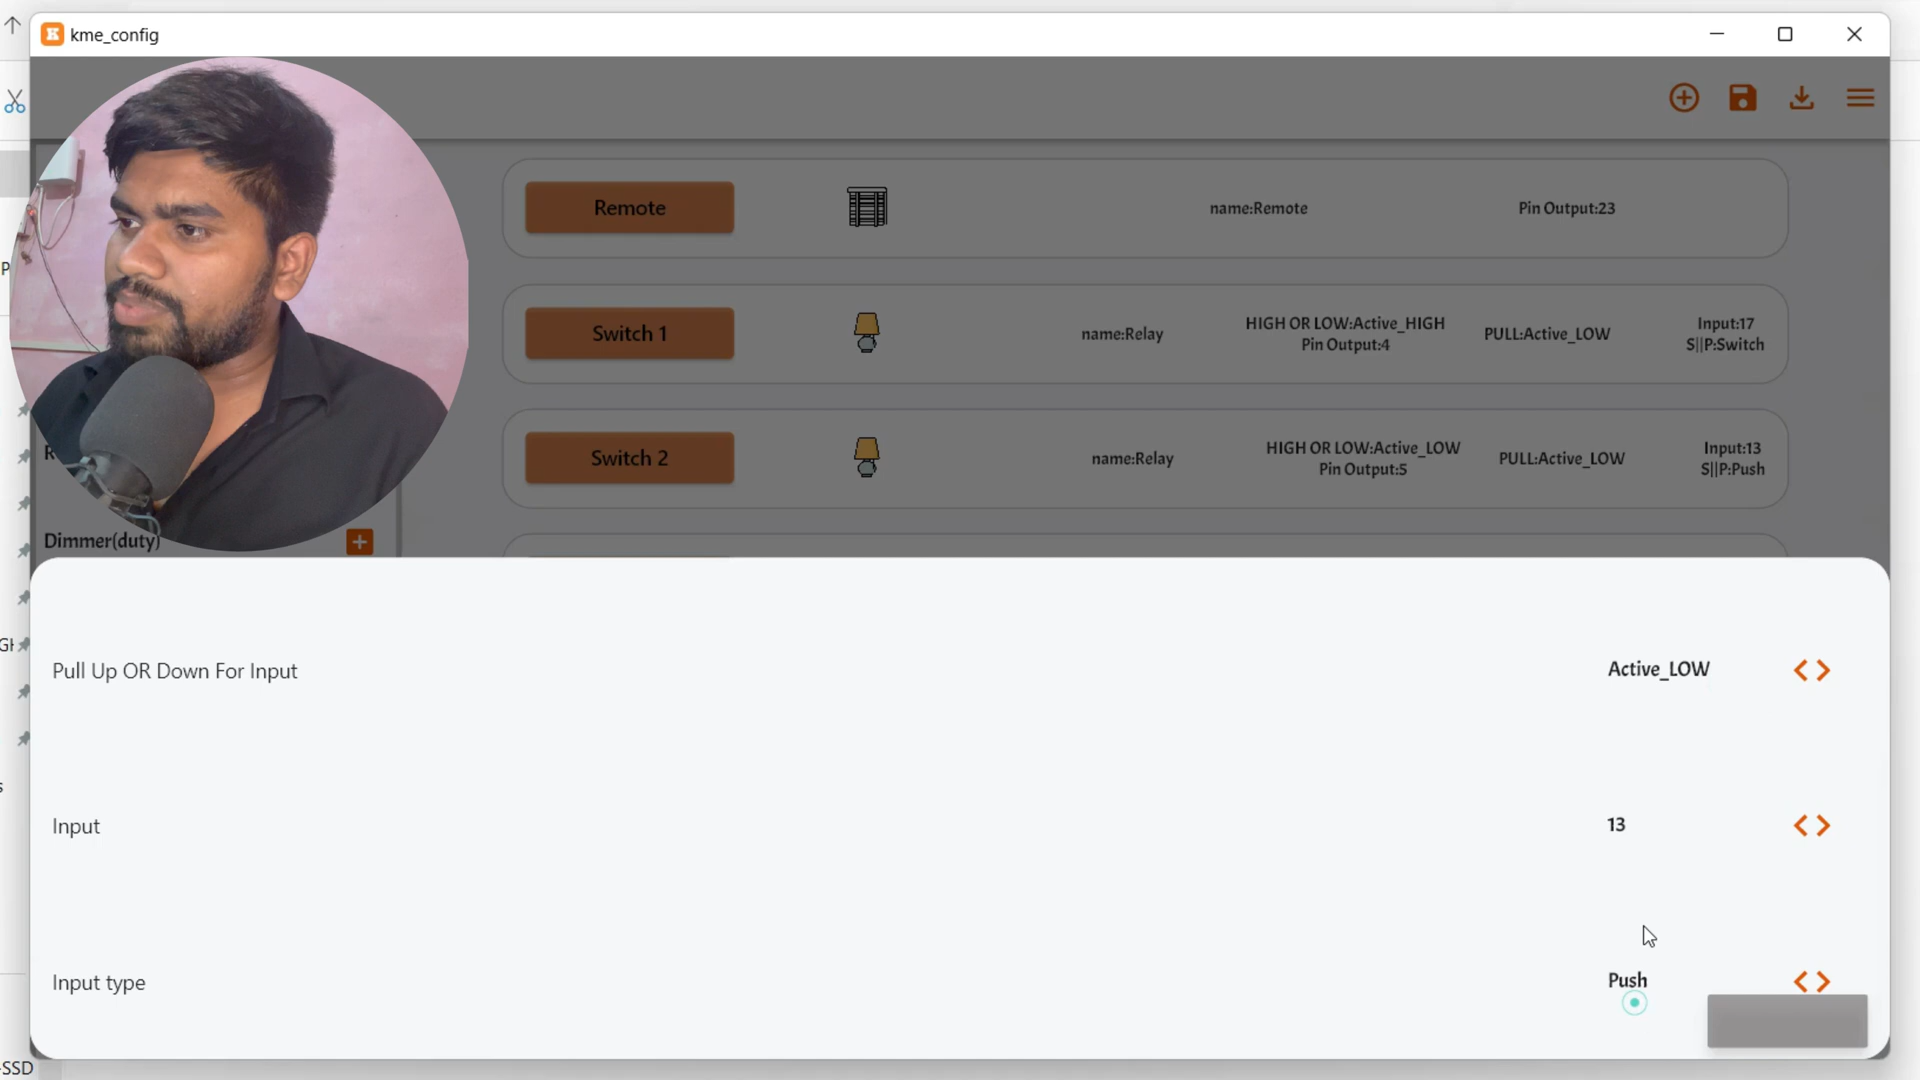 kme_config
Remote
name:Remote
Pin Output:23
Switch 1
name:Relay
HIGH OR LOW:Active_HIGH
Pin Output:4
PULL:Active_LOW
Input:17
S||P:Switch
Switch 2
name:Relay
HIGH OR LOW:Active_LOW
Pin Output:5
PULL:Active_LOW
Input:13
S||P:Push
Dimmer(duty)
Pull Up OR Down For Input
Active_LOW
Input
13
Input type
Push
-SSD